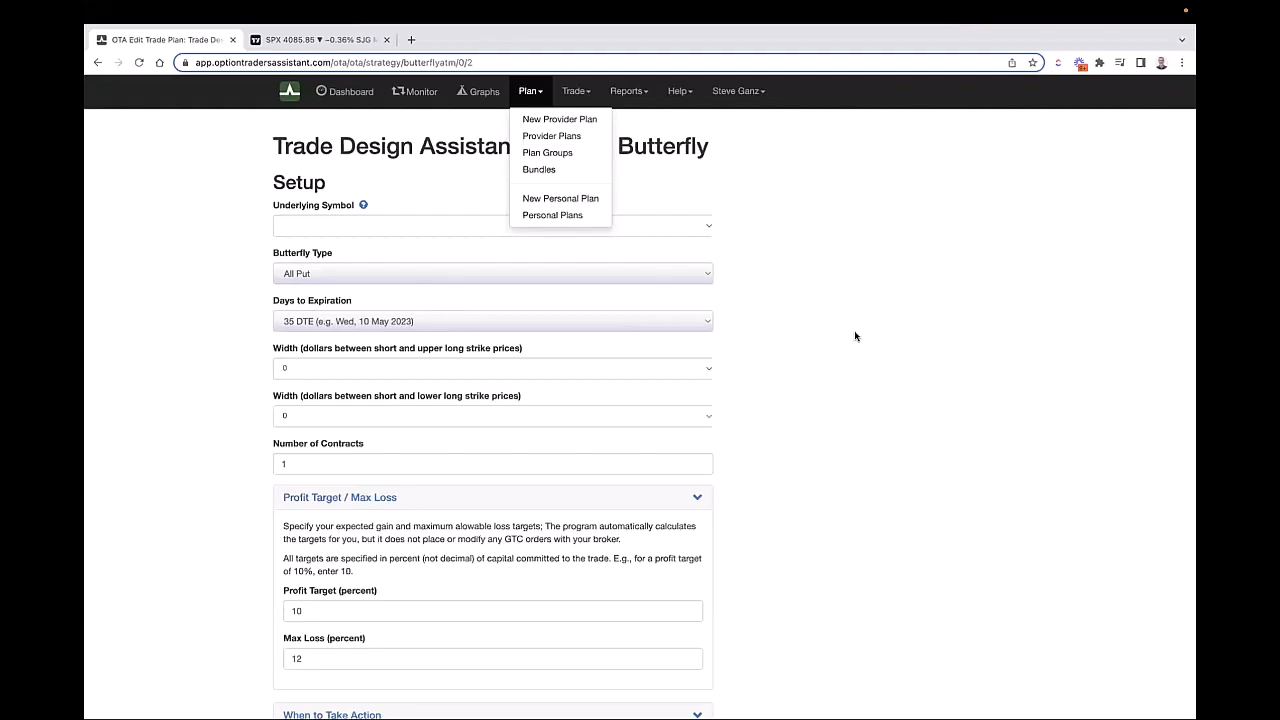 OTA Edit Trade Plan: Trade De
SPX 4085.85 ▼ −0.36% SJG
app.optiontradersassistant.com/ota/ota/strategy/butterflyatm/0/2
Dashboard Monitor Graphs Plan Trade Reports Help Steve Ganz
New Provider Plan
Provider Plans
Plan Groups
Bundles
New Personal Plan
Personal Plans
Trade Design Assistan Butterfly
Setup
Underlying Symbol
Butterfly Type
All Put
Days to Expiration
35 DTE (e.g. Wed, 10 May 2023)
Width (dollars between short and upper long strike prices)
0
Width (dollars between short and lower long strike prices)
0
Number of Contracts
1
Profit Target / Max Loss
Specify your expected gain and maximum alowable loss targets; The program automatically calculates
the targets for you, but it does not place or modify any GTC orders with your broker.
All targets are specified in percent (not decimal) of capital committed to the trade. E.g., for a profit target
of 10%, enter 10.
Profit Target (percent)
10
Max Loss (percent)
12
When to Take Action